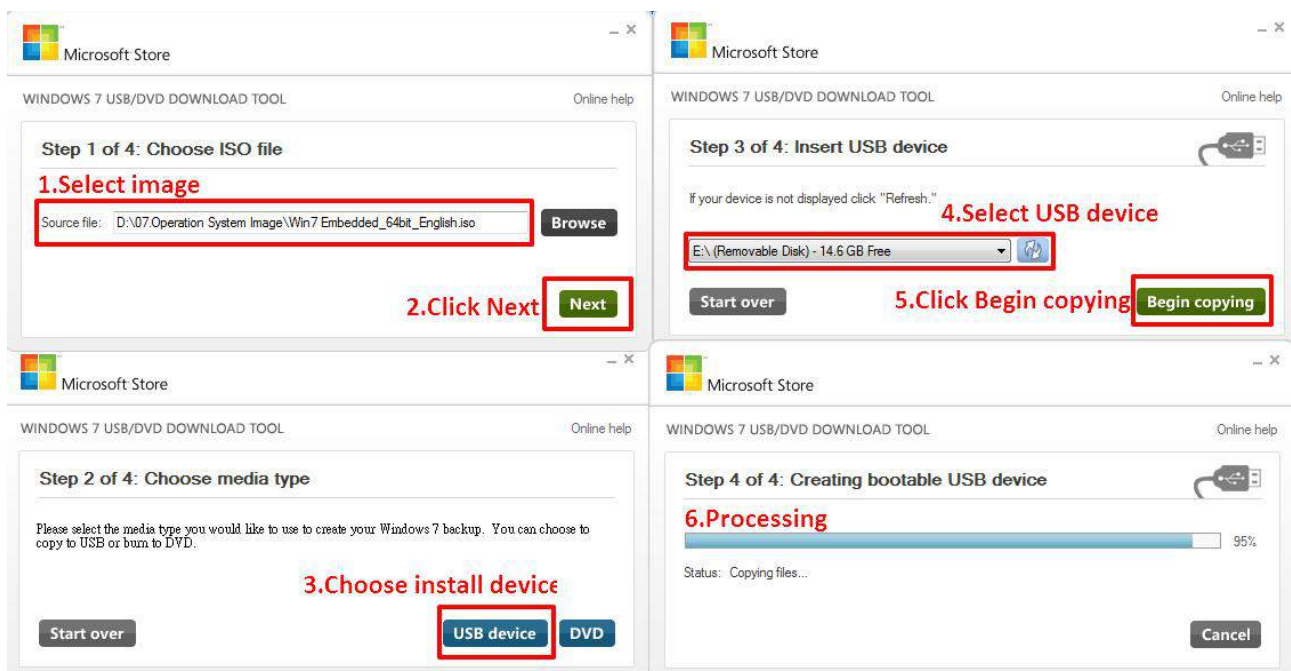 Microsoft Store
WINDOWS 7 USB/DVD DOWNLOAD TOOL Online help
Step 1 of 4: Choose ISO file
1.Select image
Source file: D:\07.Operation System Image\Win7 Embedded_64bit_English.iso Browse
2.Click Next Next
Microsoft Store
WINDOWS 7 USB/DVD DOWNLOAD TOOL Online help
Step 2 of 4: Choose media type
Please select the media type you would like to use to create your Windows 7 backup. You can choose to
copy to USB or burn to DVD.
3.Choose install device
Start over USB device DVD
Microsoft Store
WINDOWS 7 USB/DVD DOWNLOAD TOOL Online help
Step 3 of 4: Insert USB device
If your device is not displayed click "Refresh."
4.Select USB device
E:\ (Removable Disk) - 14.6 GB Free
Start over 5.Click Begin copying Begin copying
Microsoft Store
WINDOWS 7 USB/DVD DOWNLOAD TOOL Online help
Step 4 of 4: Creating bootable USB device
6.Processing
95%
Status: Copying files...
Cancel